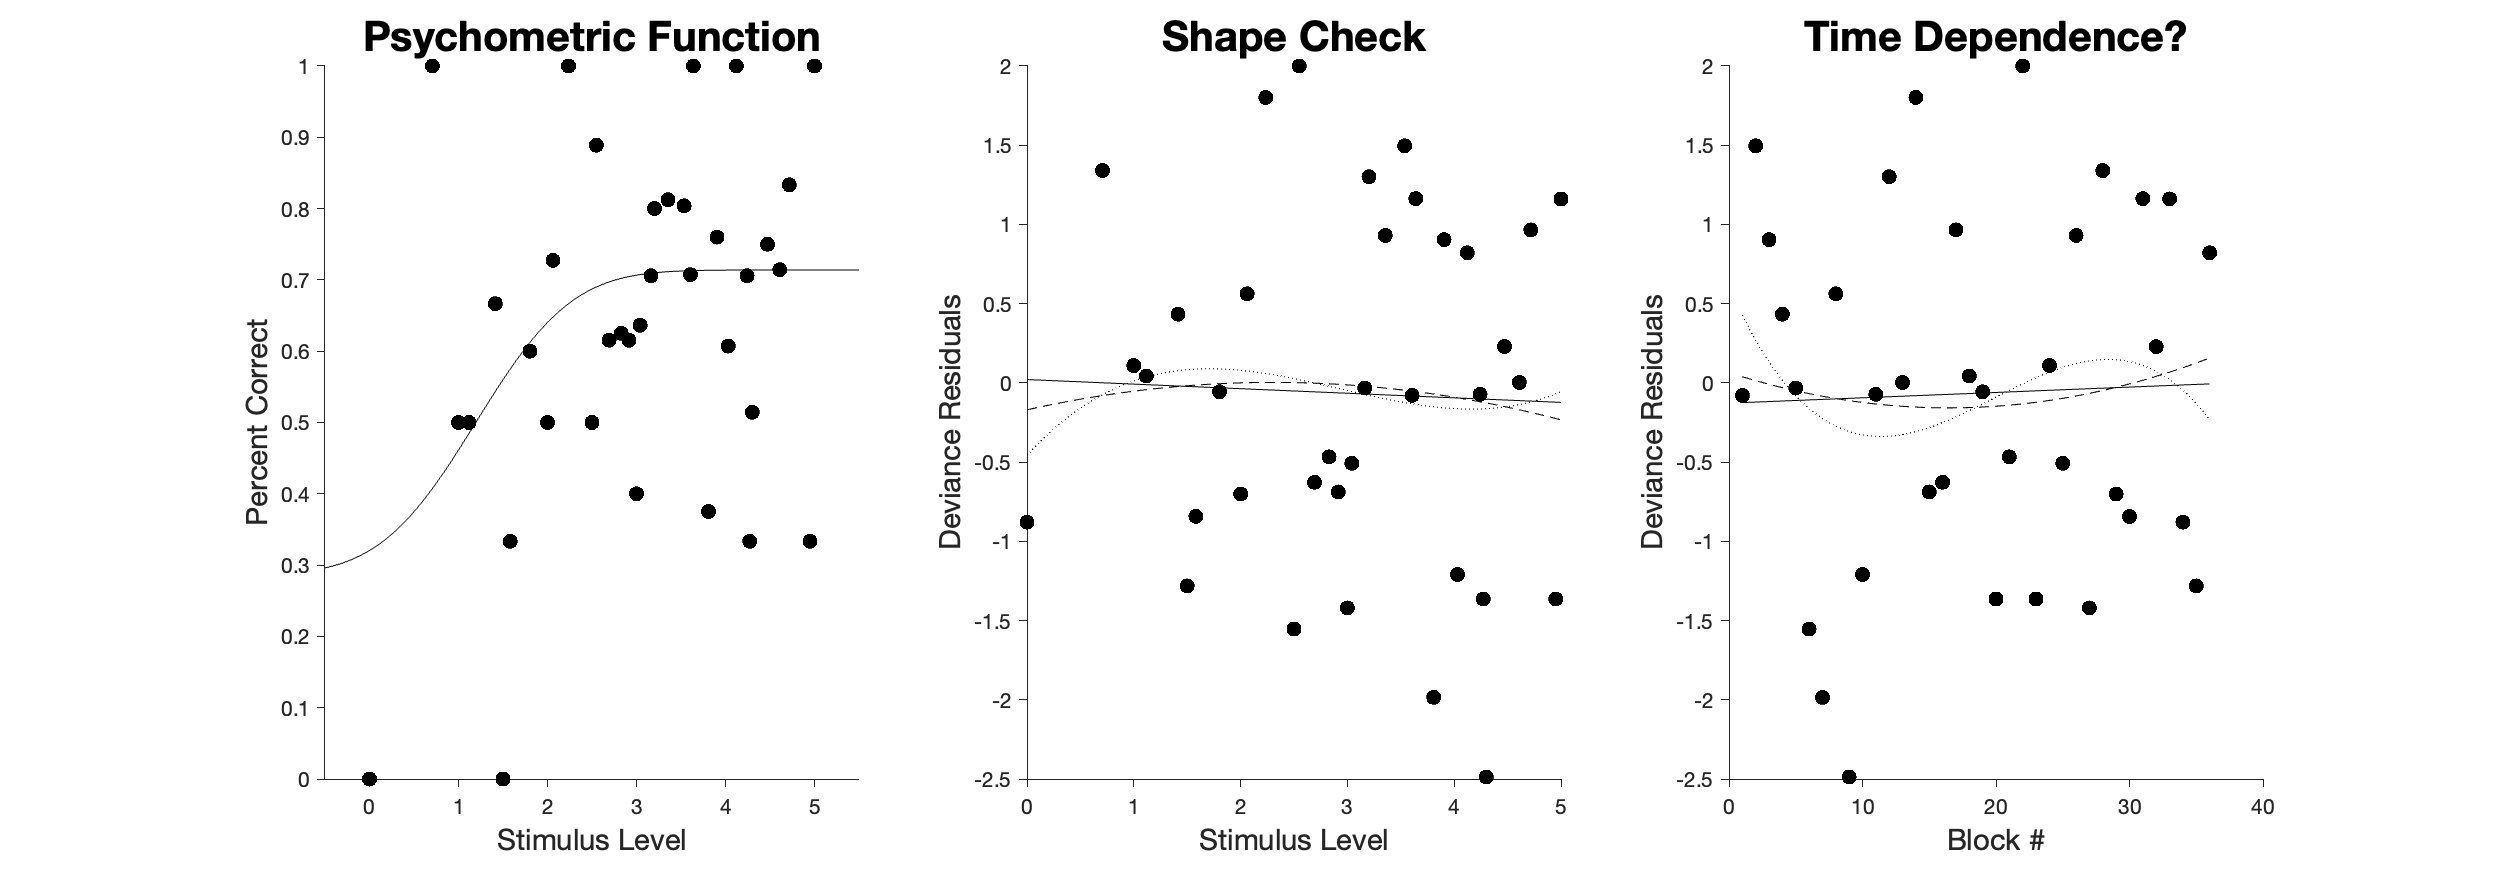 Psychometric Function
1
0.9
0.8
0.7
0.6
0.5
0.4
0.3
0.2
0.1
0
Percent Correct
0 1 2 3 4 5
Stimulus Level
Shape Check
2
1.5
1
0.5
0
-0.5
-1
-1.5
-2
-2.5
Deviance Residuals
0 1 2 3 4 5
Stimulus Level
Time Dependence?
2
1.5
1
0.5
0
-0.5
-1
-1.5
-2
-2.5
Deviance Residuals
0 10 20 30 40
Block #